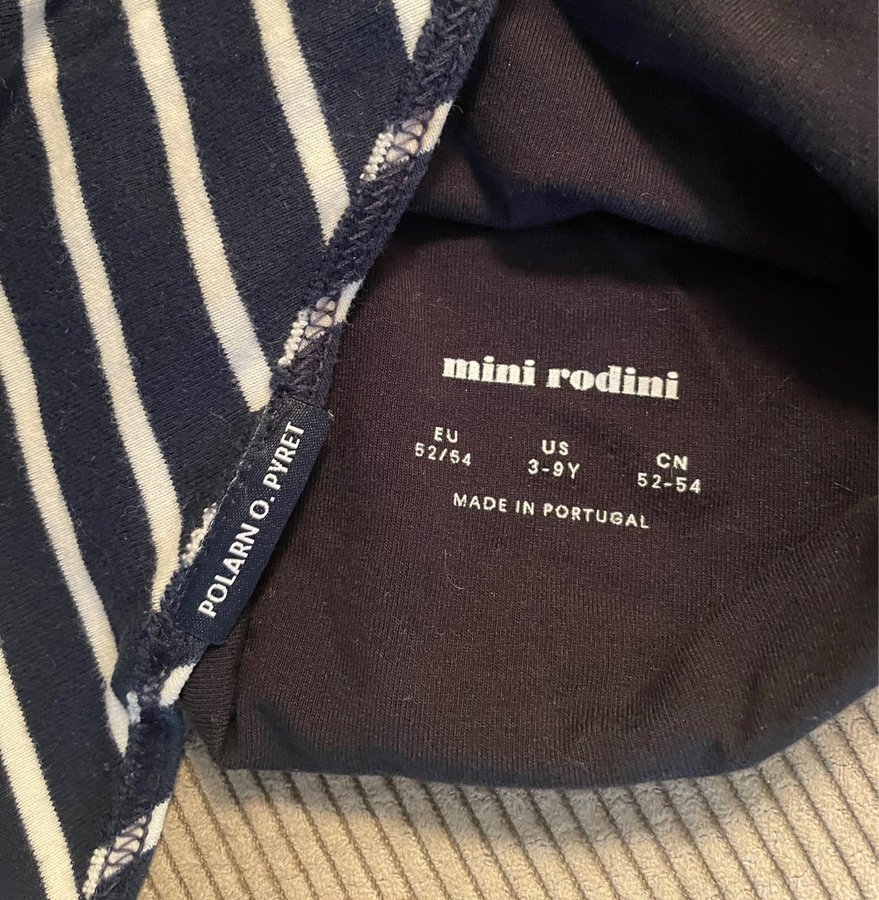 POLARN O. PYRET
mini rodini
EU US CN
52/54 3-9Y 52-54
MADE IN PORTUGAL